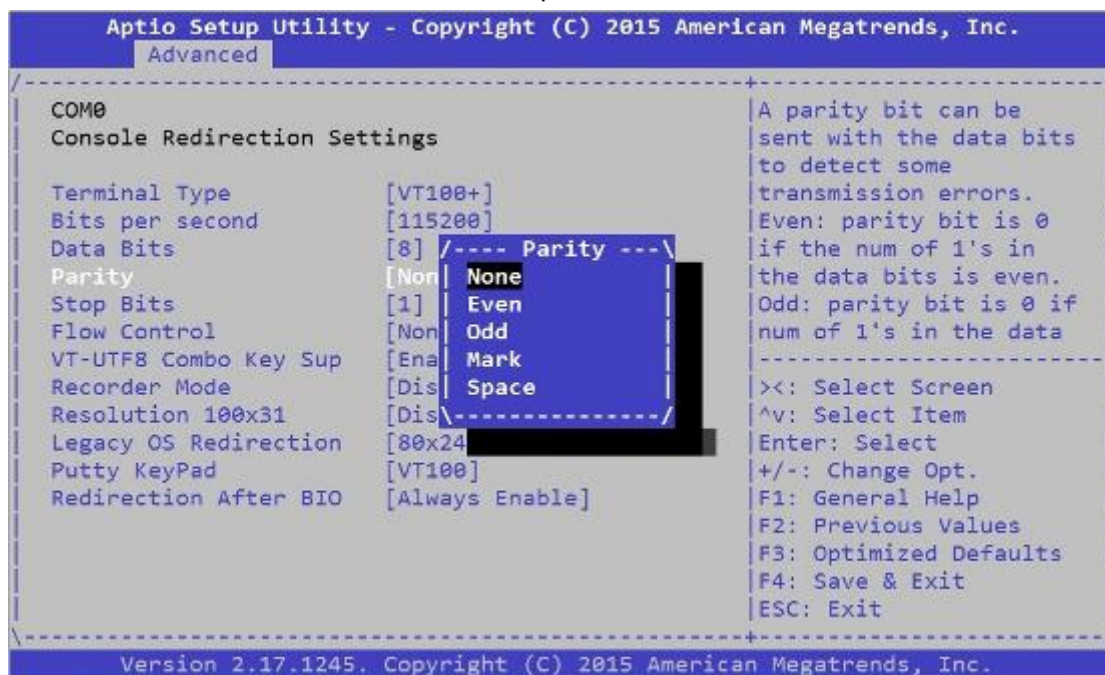 Aptio Setup Utility - Copyright (C) 2015 American Megatrends, Inc.
Advanced
COM0
Console Redirection Settings
Terminal Type [VT100+]
Bits per second [115200]
Data Bits [8]
Parity [Non
Stop Bits [1]
Flow Control [Non
VT-UTF8 Combo Key Sup [Ena
Recorder Mode [Dis
Resolution 100x31 [Dis
Legacy OS Redirection [80x24
Putty KeyPad [VT100]
Redirection After BIO [Always Enable]
/---- Parity ---\
None
Even
Odd
Mark
Space
\---------------/
A parity bit can be
sent with the data bits
to detect some
transmission errors.
Even: parity bit is 0
if the num of 1's in
the data bits is even.
Odd: parity bit is 0 if
num of 1's in the data
><: Select Screen
^v: Select Item
Enter: Select
+/-: Change Opt.
F1: General Help
F2: Previous Values
F3: Optimized Defaults
F4: Save & Exit
ESC: Exit
Version 2.17.1245. Copyright (C) 2015 American Megatrends, Inc.